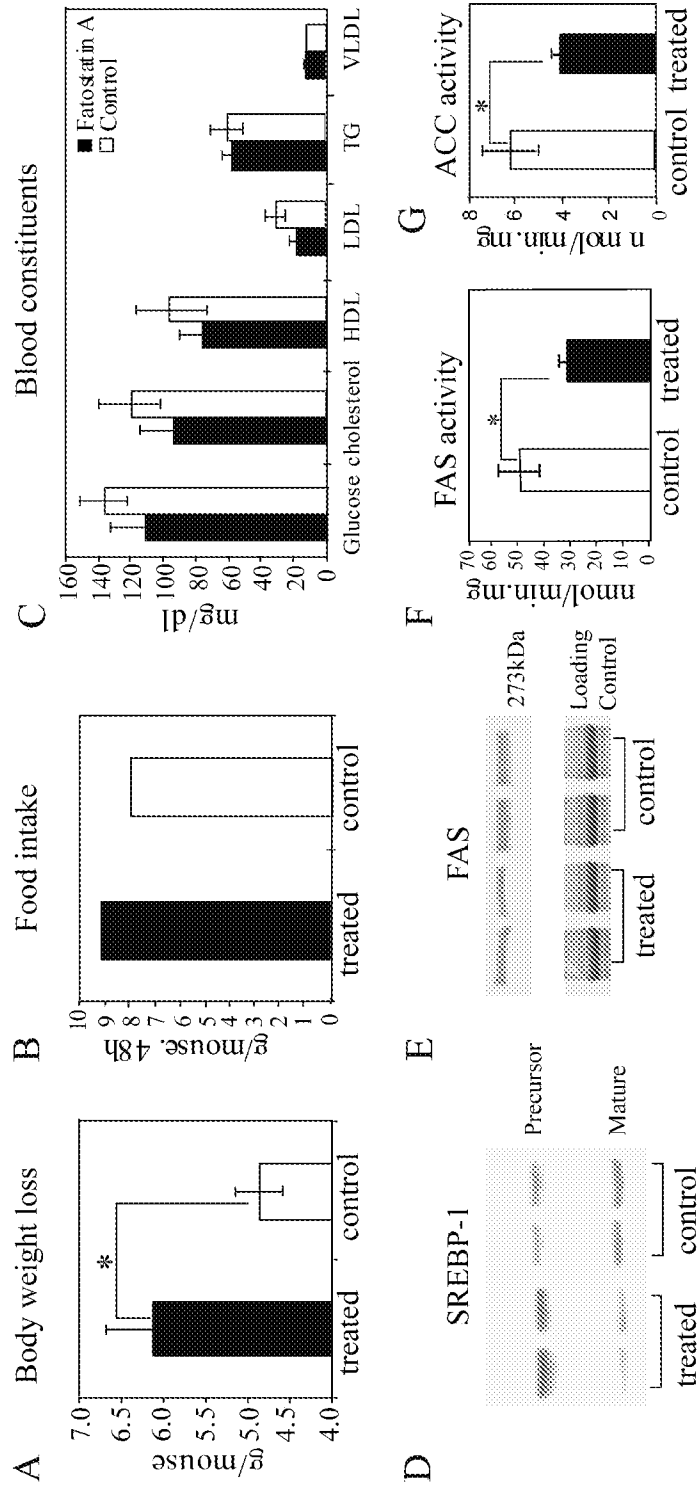 A
Body weight loss
g/mouse
7.0
6.5
6.0
5.5
5.0
4.5
4.0
*
treated
control
B
Food intake
g/mouse. 48h
10
9
8
7
6
5
4
3
2
1
0
treated
control
C
Blood constituents
mg/dl
160
140
120
100
80
60
40
20
0
Fatostatin A
Control
Glucose cholesterol HDL LDL TG VLDL
D
SREBP-1
Precursor
Mature
treated
control
E
FAS
273kDa
Loading
Control
treated
control
F
FAS activity
nmol/min.mg
70
60
50
40
30
20
10
0
*
control
treated
G
ACC activity
n mol/min.mg
8
6
4
2
0
*
control
treated